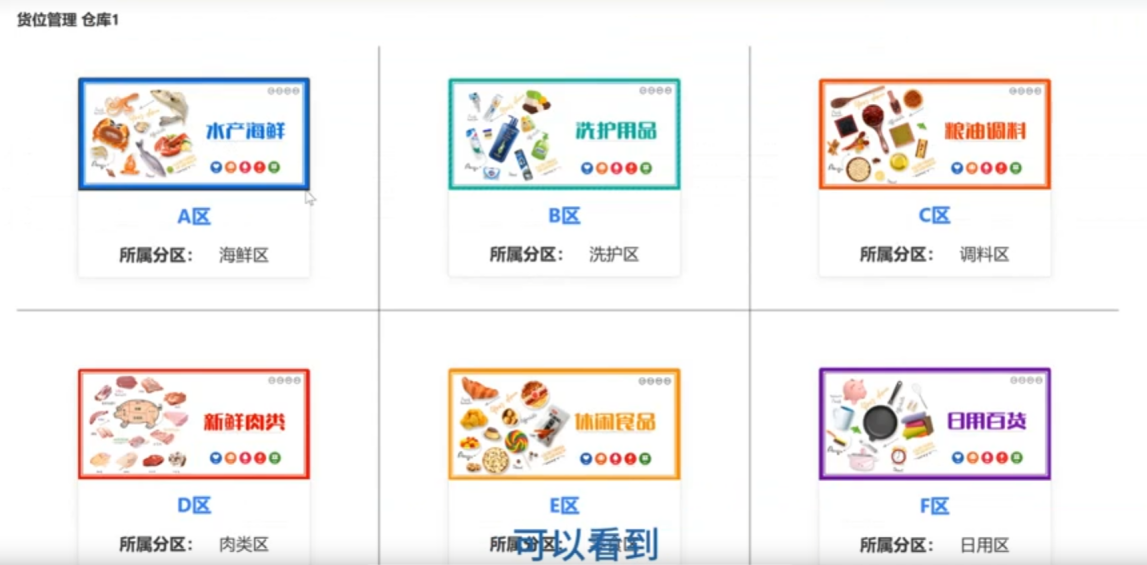 货位管理 仓库1
水产海鲜
洗护用品
粮油调料
A区
B区
C区
所属分区： 海鲜区
所属分区： 洗护区
所属分区： 调料区
新鲜肉类
休闲食品
日用百货
D区
E区
F区
所属分区： 肉类区
所属分区：
所属分区： 日用区
可以看到